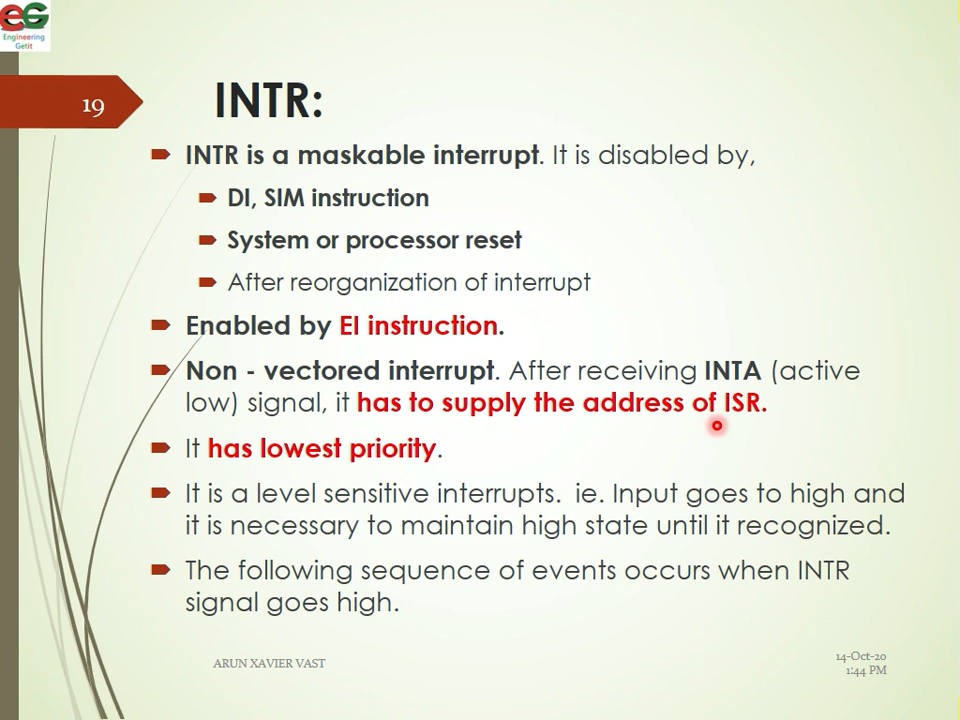 EG
Engineering
Getit
19
INTR:
INTR is a maskable interrupt. It is disabled by,
DI, SIM instruction
System or processor reset
After reorganization of interrupt
Enabled by EI instruction.
Non - vectored interrupt. After receiving INTA (active
low) signal, it has to supply the address of ISR.
It has lowest priority.
It is a level sensitive interrupts.  ie. Input goes to high and
it is necessary to maintain high state until it recognized.
The following sequence of events occurs when INTR
signal goes high.
ARUN XAVIER VAST
14-Oct-20
1:44 PM